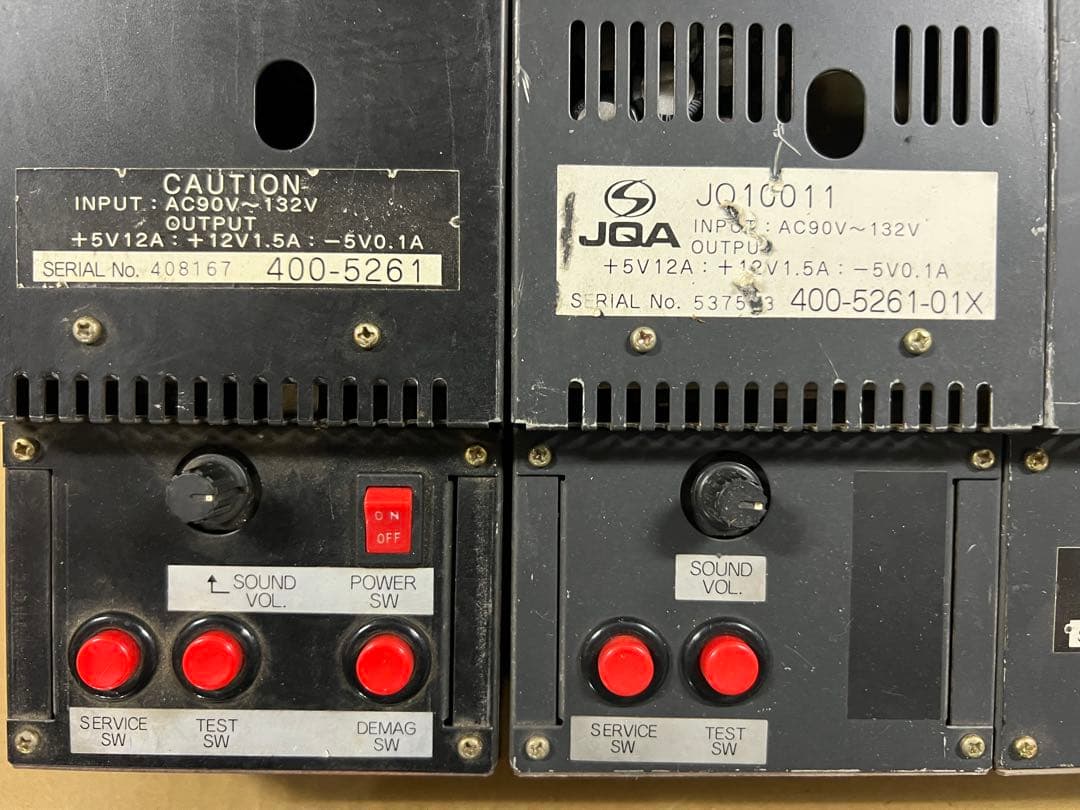 CAUTION
INPUT : AC90V～132V
OUTPUT
+5V12A : +12V1.5A : -5V0.1A
SERIAL No. 408167 400-5261
ON
OFF
SOUND
VOL.
POWER
SW
SERVICE
SW
TEST
SW
DEMAG
SW
JQA
JQ10011
INPUT : AC90V～132V
OUTPUT
+5V12A : +12V1.5A : -5V0.1A
SERIAL No. 400-5261-01X
SOUND
VOL.
SERVICE
SW
TEST
SW